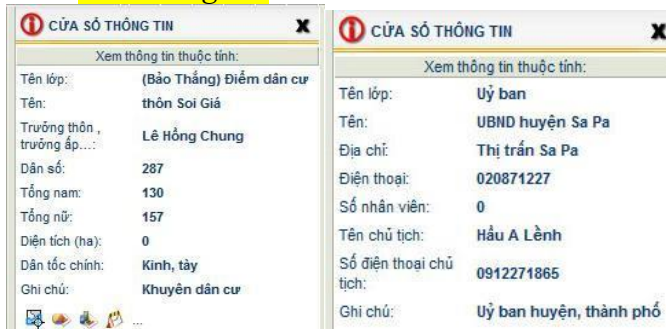 CỬA SỔ THÔNG TIN X
Xem thông tin thuộc tính:
Tên lớp: (Bảo Thắng) Điểm dân cư
Tên: thôn Soi Giá
Trưởng thôn ,
trưởng ấp...: Lê Hồng Chung
Dân số: 287
Tổng nam: 130
Tổng nữ: 157
Diện tích (ha): 0
Dân tốc chính: Kinh, tày
Ghi chú: Khuyên dân cư
...
CỬA SỔ THÔNG TIN X
Xem thông tin thuộc tính:
Tên lớp: Uỷ ban
Tên: UBND huyện Sa Pa
Địa chỉ: Thị trấn Sa Pa
Điện thoại: 020871227
Số nhân viên: 0
Tên chủ tịch: Hầu A Lềnh
Số điện thoại chủ
tịch: 0912271865
Ghi chú: Uỷ ban huyện, thành phố